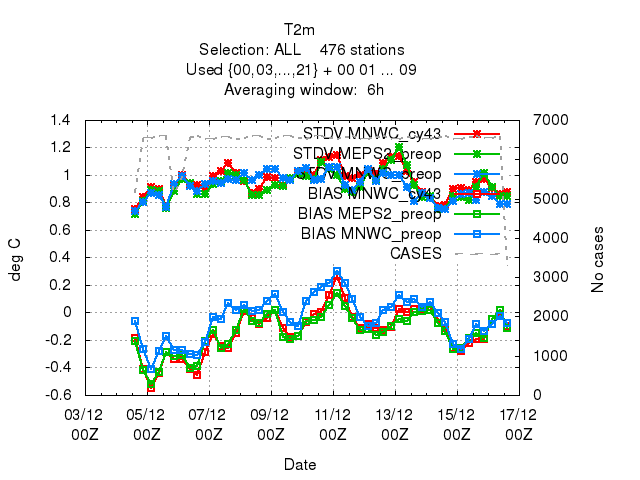 T2m
Selection: ALL 476 stations
Used {00,03,...,21} + 00 01 ... 09
Averaging window: 6h
1.4
1.2
1
0.8
0.6
0.4
0.2
0
-0.2
-0.4
-0.6
deg C
7000
6000
5000
4000
3000
2000
1000
0
No cases
STDV MNWC_cy43
STDV MEPS2_preop
STDV MNWC_preop
BIAS MNWC_cy43
BIAS MEPS2_preop
BIAS MNWC_preop
CASES
03/12 05/12 07/12 09/12 11/12 13/12 15/12 17/12
00Z 00Z 00Z 00Z 00Z 00Z 00Z 00Z
Date